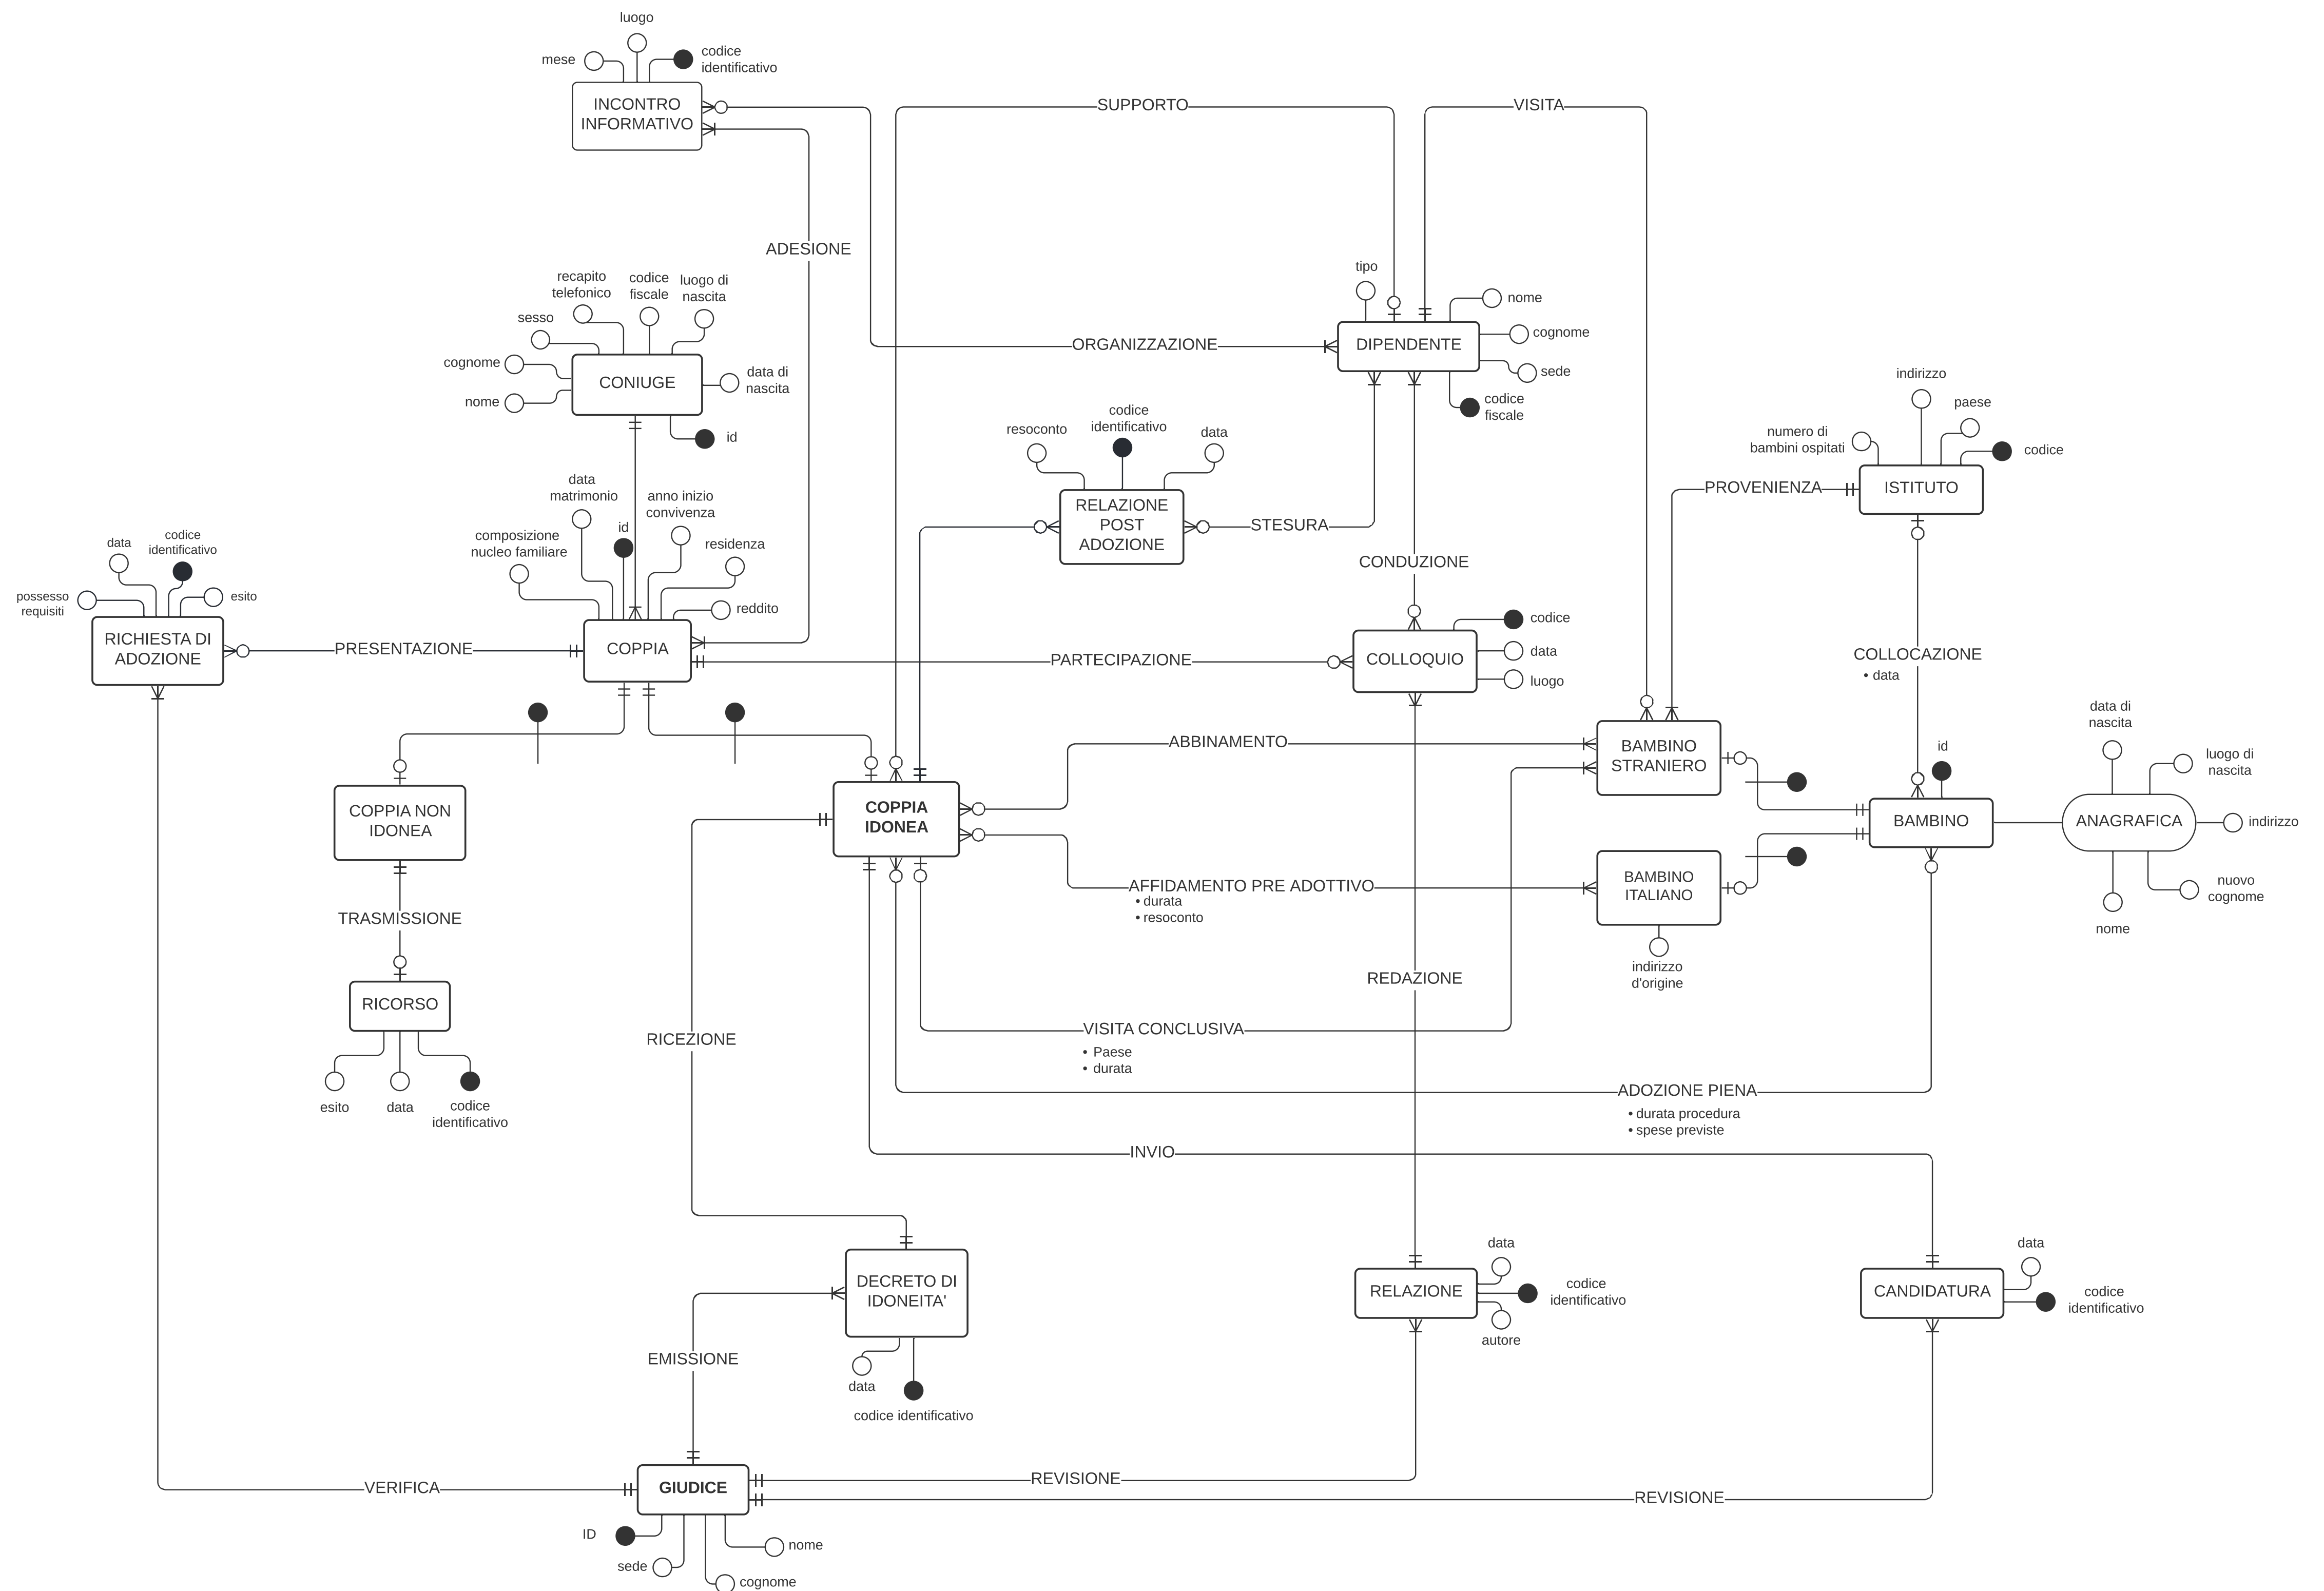 luogo
mese
codice
identificativo
INCONTRO
INFORMATIVO
SUPPORTO
VISITA
ADESIONE
recapito
telefonico
codice
fiscale
luogo di
nascita
sesso
cognome
nome
CONIUGE
data di
nascita
id
ORGANIZZAZIONE
tipo
nome
cognome
sede
codice
fiscale
DIPENDENTE
resoconto
codice
identificativo
data
RELAZIONE
POST
ADOZIONE
STESURA
CONDUZIONE
indirizzo
paese
numero di
bambini ospitati
codice
PROVENIENZA
ISTITUTO
data
matrimonio
id
anno inizio
convivenza
composizione
nucleo familiare
residenza
reddito
COPPIA
data
codice
identificativo
possesso
requisiti
esito
RICHIESTA DI
ADOZIONE
PRESENTAZIONE
PARTECIPAZIONE
COLLOQUIO
codice
data
luogo
COLLOCAZIONE
• data
ABBINAMENTO
BAMBINO
STRANIERO
id
BAMBINO
data di
nascita
luogo di
nascita
ANAGRAFICA
indirizzo
nuovo
cognome
nome
COPPIA NON
IDONEA
COPPIA
IDONEA
AFFIDAMENTO PRE ADOTTIVO
• durata
• resoconto
BAMBINO
ITALIANO
indirizzo
d'origine
TRASMISSIONE
RICORSO
esito
data
codice
identificativo
REDAZIONE
RICEZIONE
VISITA CONCLUSIVA
• Paese
• durata
ADOZIONE PIENA
• durata procedura
• spese previste
INVIO
DECRETO DI
IDONEITA'
data
codice identificativo
EMISSIONE
RELAZIONE
data
codice
identificativo
autore
CANDIDATURA
data
codice
identificativo
VERIFICA
GIUDICE
REVISIONE
REVISIONE
ID
sede
nome
cognome